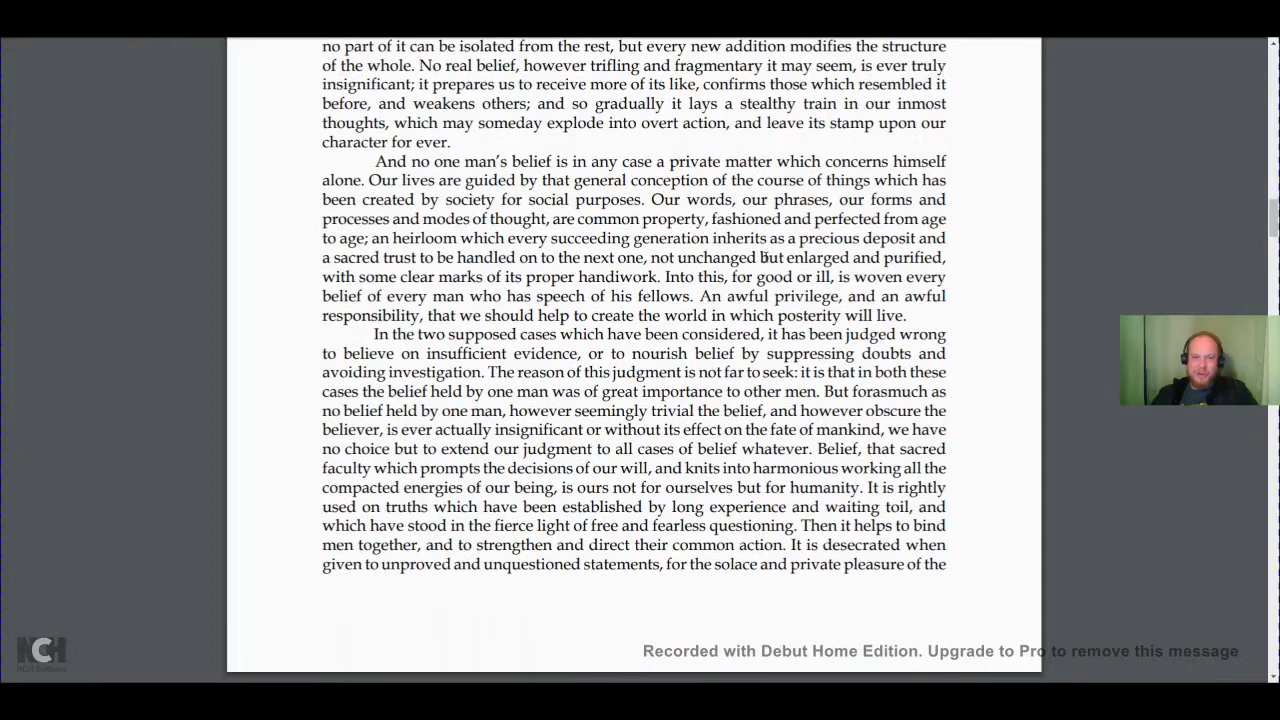 no part of it can be isolated from the rest, but every new addition modifies the structure
of the whole. No real belief, however trifling and fragmentary it may seem, is ever truly
insignificant; it prepares us to receive more of its like, confirms those which resembled it
before, and weakens others; and so gradually it lays a stealthy train in our inmost
thoughts, which may someday explode into overt action, and leave its stamp upon our
character for ever.
And no one man’s belief is in any case a private matter which concerns himself
alone. Our lives are guided by that general conception of the course of things which has
been created by society for social purposes. Our words, our phrases, our forms and
processes and modes of thought, are common property, fashioned and perfected from age
to age; an heirloom which every succeeding generation inherits as a precious deposit and
a sacred trust to be handled on to the next one, not unchanged but enlarged and purified,
with some clear marks of its proper handiwork. Into this, for good or ill, is woven every
belief of every man who has speech of his fellows. An awful privilege, and an awful
responsibility, that we should help to create the world in which posterity will live.
In the two supposed cases which have been considered, it has been judged wrong
to believe on insufficient evidence, or to nourish belief by suppressing doubts and
avoiding investigation. The reason of this judgment is not far to seek: it is that in both these
cases the belief held by one man was of great importance to other men. But forasmuch as
no belief held by one man, however seemingly trivial the belief, and however obscure the
believer, is ever actually insignificant or without its effect on the fate of mankind, we have
no choice but to extend our judgment to all cases of belief whatever. Belief, that sacred
faculty which prompts the decisions of our will, and knits into harmonious working all the
compacted energies of our being, is ours not for ourselves but for humanity. It is rightly
used on truths which have been established by long experience and waiting toil, and
which have stood in the fierce light of free and fearless questioning. Then it helps to bind
men together, and to strengthen and direct their common action. It is desecrated when
given to unproved and unquestioned statements, for the solace and private pleasure of the
NCH
Recorded with Debut Home Edition. Upgrade to Pro to remove this message